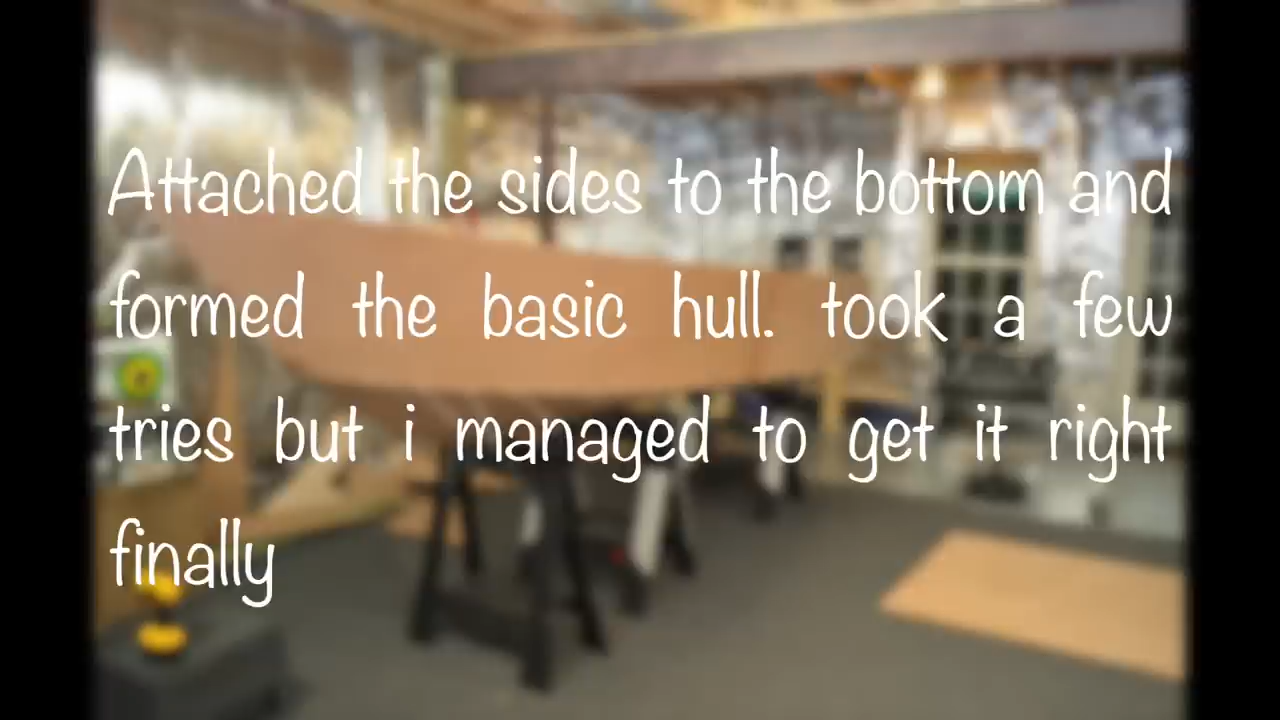 Attached the sides to the bottom and
formed the basic hull. took a few
tries but i managed to get it right
finally